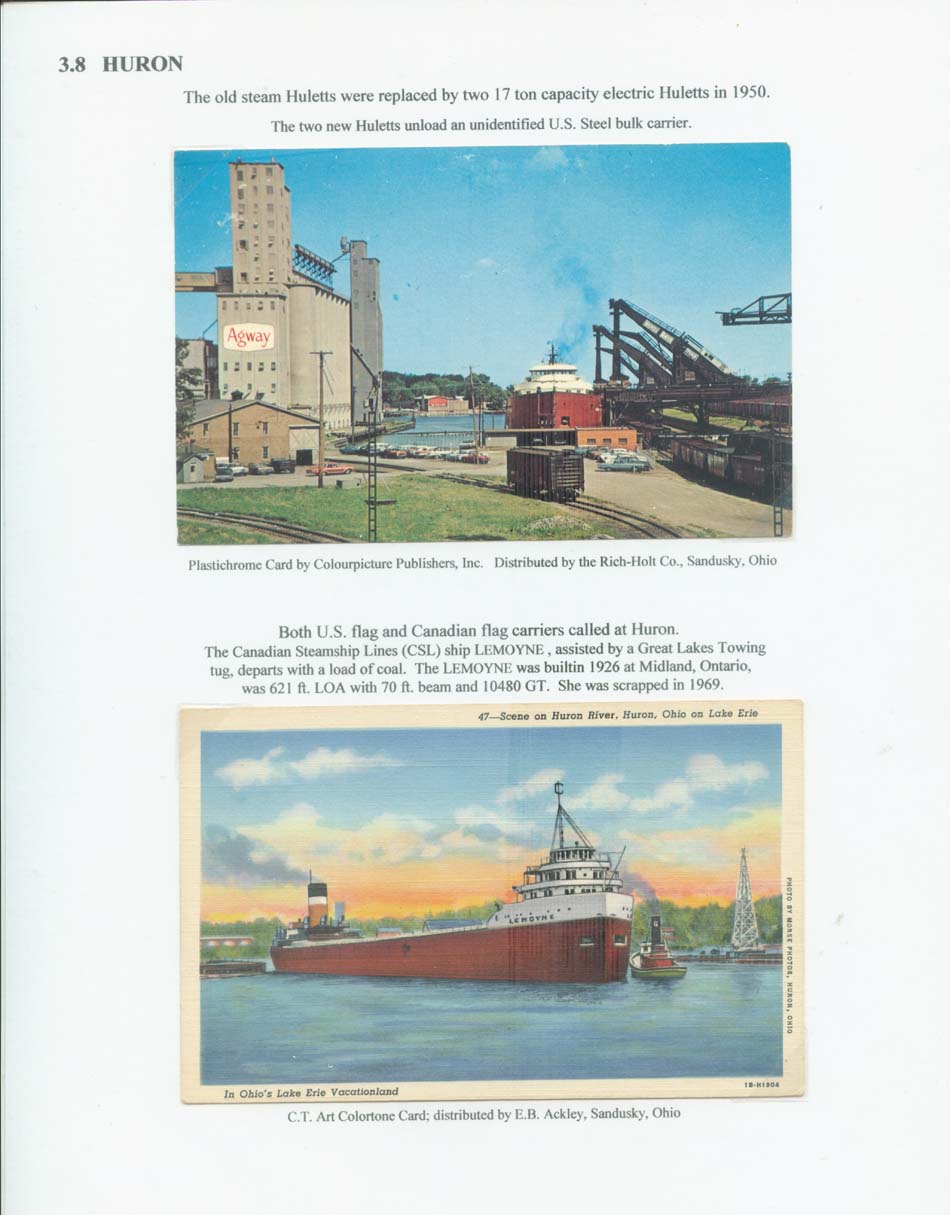 3.8 HURON
The old steam Huletts were replaced by two 17 ton capacity electric Huletts in 1950.
The two new Huletts unload an unidentified U.S. Steel bulk carrier.
Agway
Plastichrome Card by Colourpicture Publishers, Inc. Distributed by the Rich-Holt Co., Sandusky, Ohio
Both U.S. flag and Canadian flag carriers called at Huron.
The Canadian Steamship Lines (CSL) ship LEMOYNE , assisted by a Great Lakes Towing
tug, departs with a load of coal. The LEMOYNE was builtin 1926 at Midland, Ontario,
was 621 ft. LOA with 70 ft. beam and 10480 GT. She was scrapped in 1969.
47—Scene on Huron River, Huron, Ohio on Lake Erie
LEMOYNE
G
PHOTO BY MORSE PHOTOS, HURON, OHIO
In Ohio's Lake Erie Vacationland
1B-H1904
C.T. Art Colortone Card; distributed by E.B. Ackley, Sandusky, Ohio